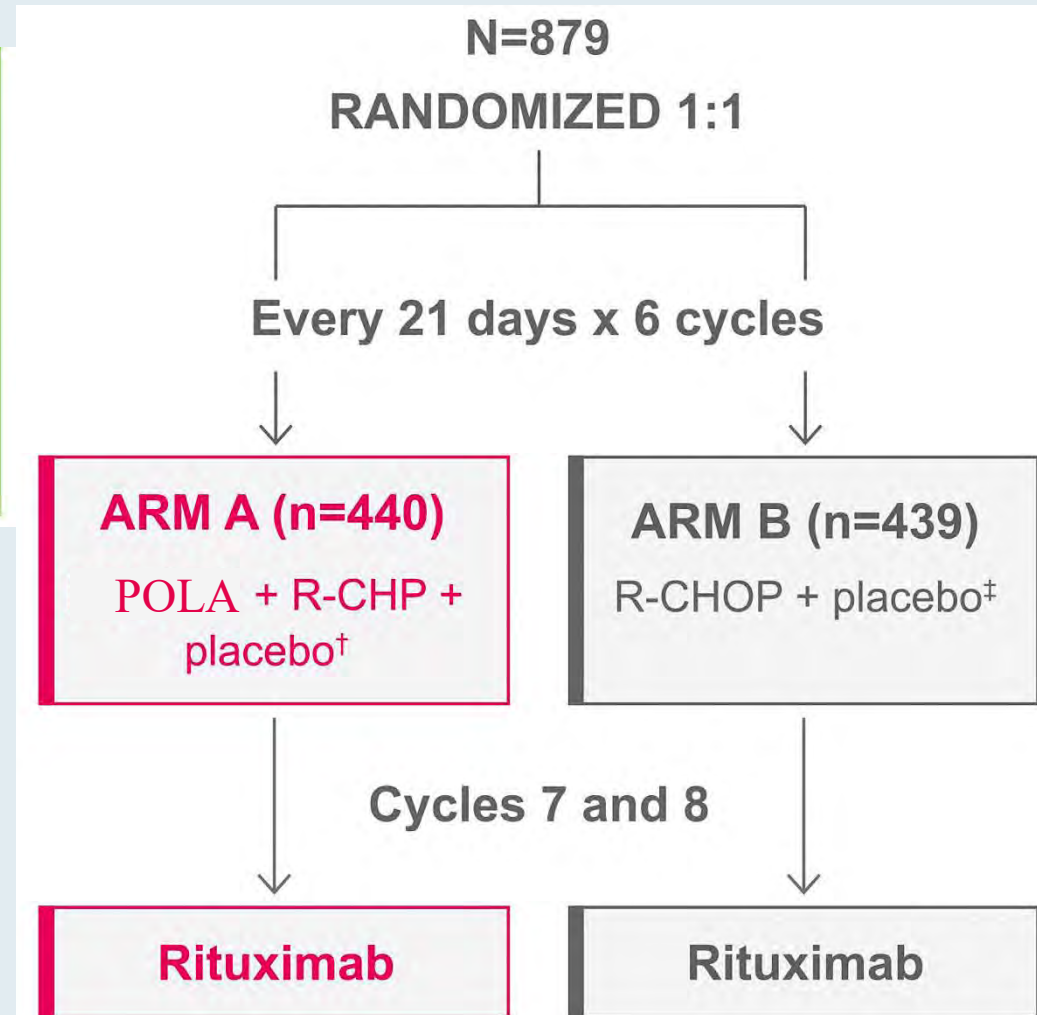 N=879
RANDOMIZED 1:1
Every 21 days x 6 cycles
ARM A (n=440)
POLA + R-CHP +
placebo†
ARM B (n=439)
R-CHOP + placebo‡
Cycles 7 and 8
Rituximab
Rituximab